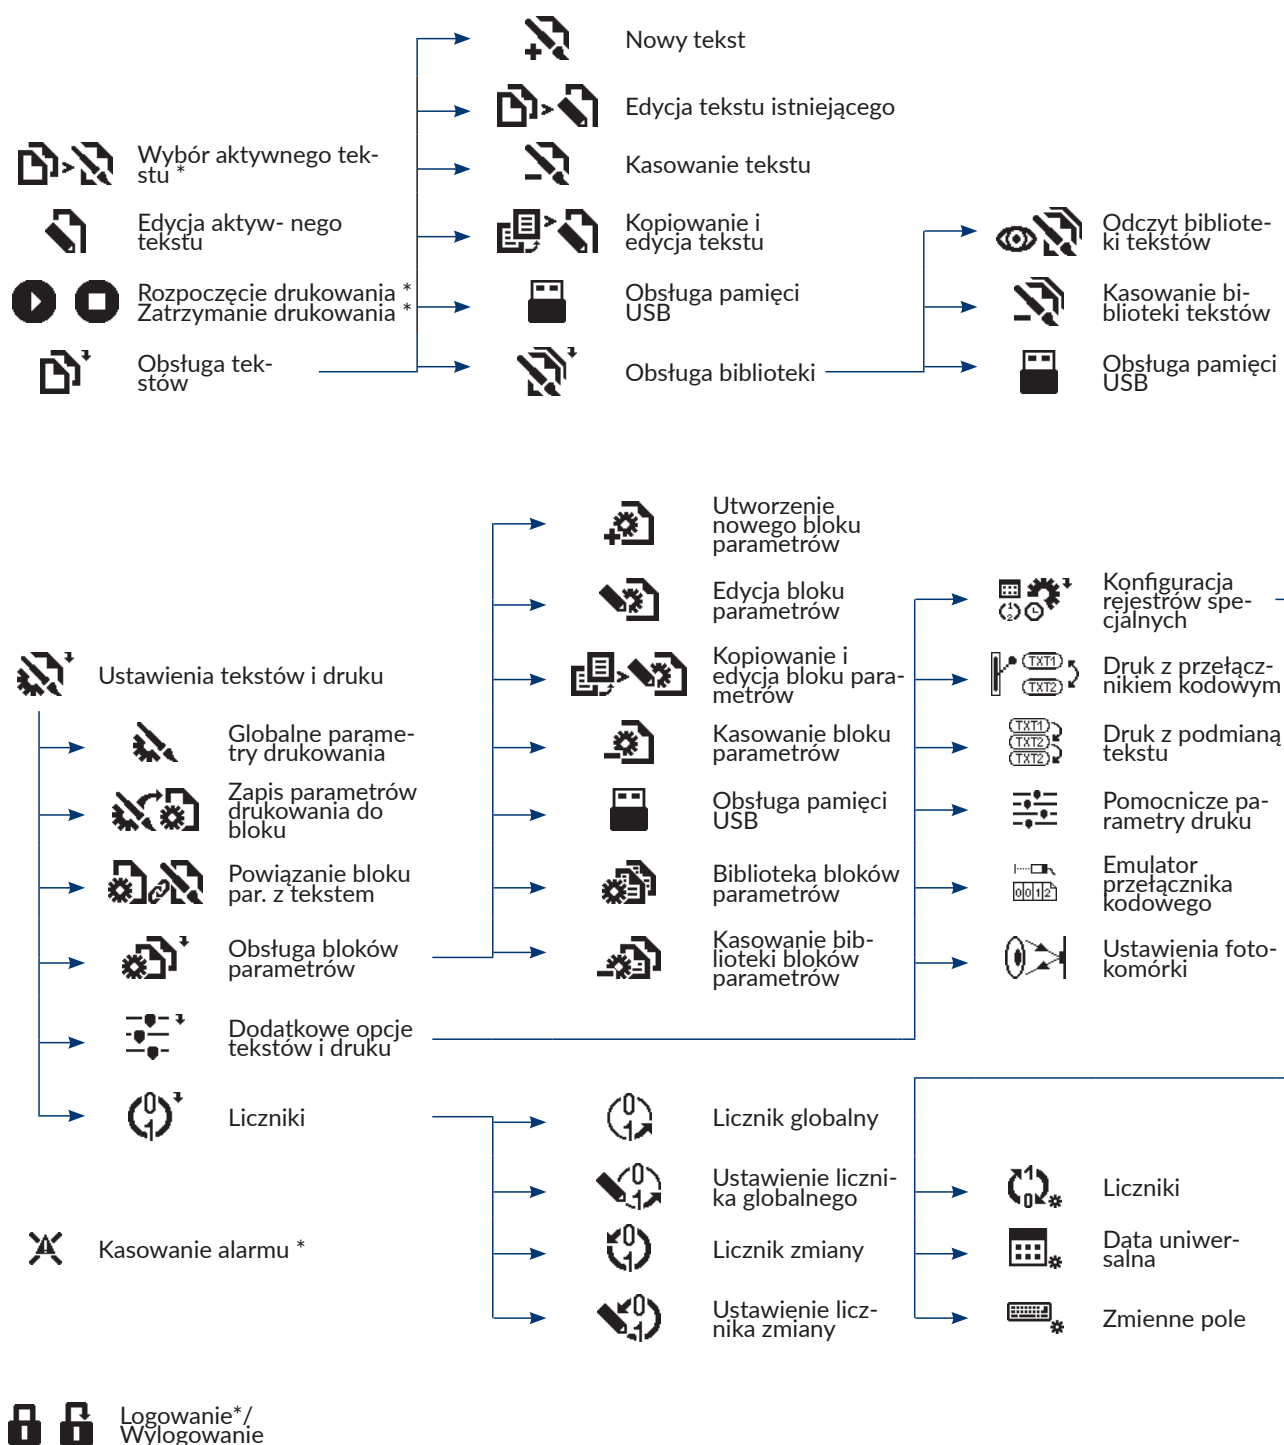 Nowy tekst
Edycja tekstu istniejącego
Wybór aktywnego tek-
stu *
Kasowanie tekstu
Edycja aktyw- nego
tekstu
Kopiowanie i
edycja tekstu
Odczyt bibliote-
ki tekstów
Rozpoczęcie drukowania *
Zatrzymanie drukowania *
Obsługa pamięci
USB
Kasowanie bi-
blioteki tekstów
Obsługa tek-
stów
Obsługa biblioteki
Obsługa pamięci
USB
Utworzenie
nowego bloku
parametrów
Edycja bloku
parametrów
Konfiguracja
rejestrów spe-
cjalnych
Ustawienia tekstów i druku
Kopiowanie i
edycja bloku para-
metrów
TXT1
TXT2
Druk z przełącz-
nikiem kodowym
Globalne parame-
try drukowania
Kasowanie bloku
parametrów
TXT1
TXT2
TXT2
Druk z podmianą
tekstu
Zapis parametrów
drukowania do
bloku
Obsługa pamięci
USB
Pomocnicze pa-
rametry druku
Powiązanie bloku
par. z tekstem
Biblioteka bloków
parametrów
0012
Emulator
przełącznika
kodowego
Obsługa bloków
parametrów
Kasowanie bib-
lioteki bloków
parametrów
Ustawienia foto-
komórki
Dodatkowe opcje
tekstów i druku
Liczniki
Licznik globalny
Ustawienie liczni-
ka globalnego
Liczniki
Kasowanie alarmu *
Licznik zmiany
Data uniwer-
salna
Ustawienie licz-
nika zmiany
Zmienne pole
Logowanie*/
Wylogowanie